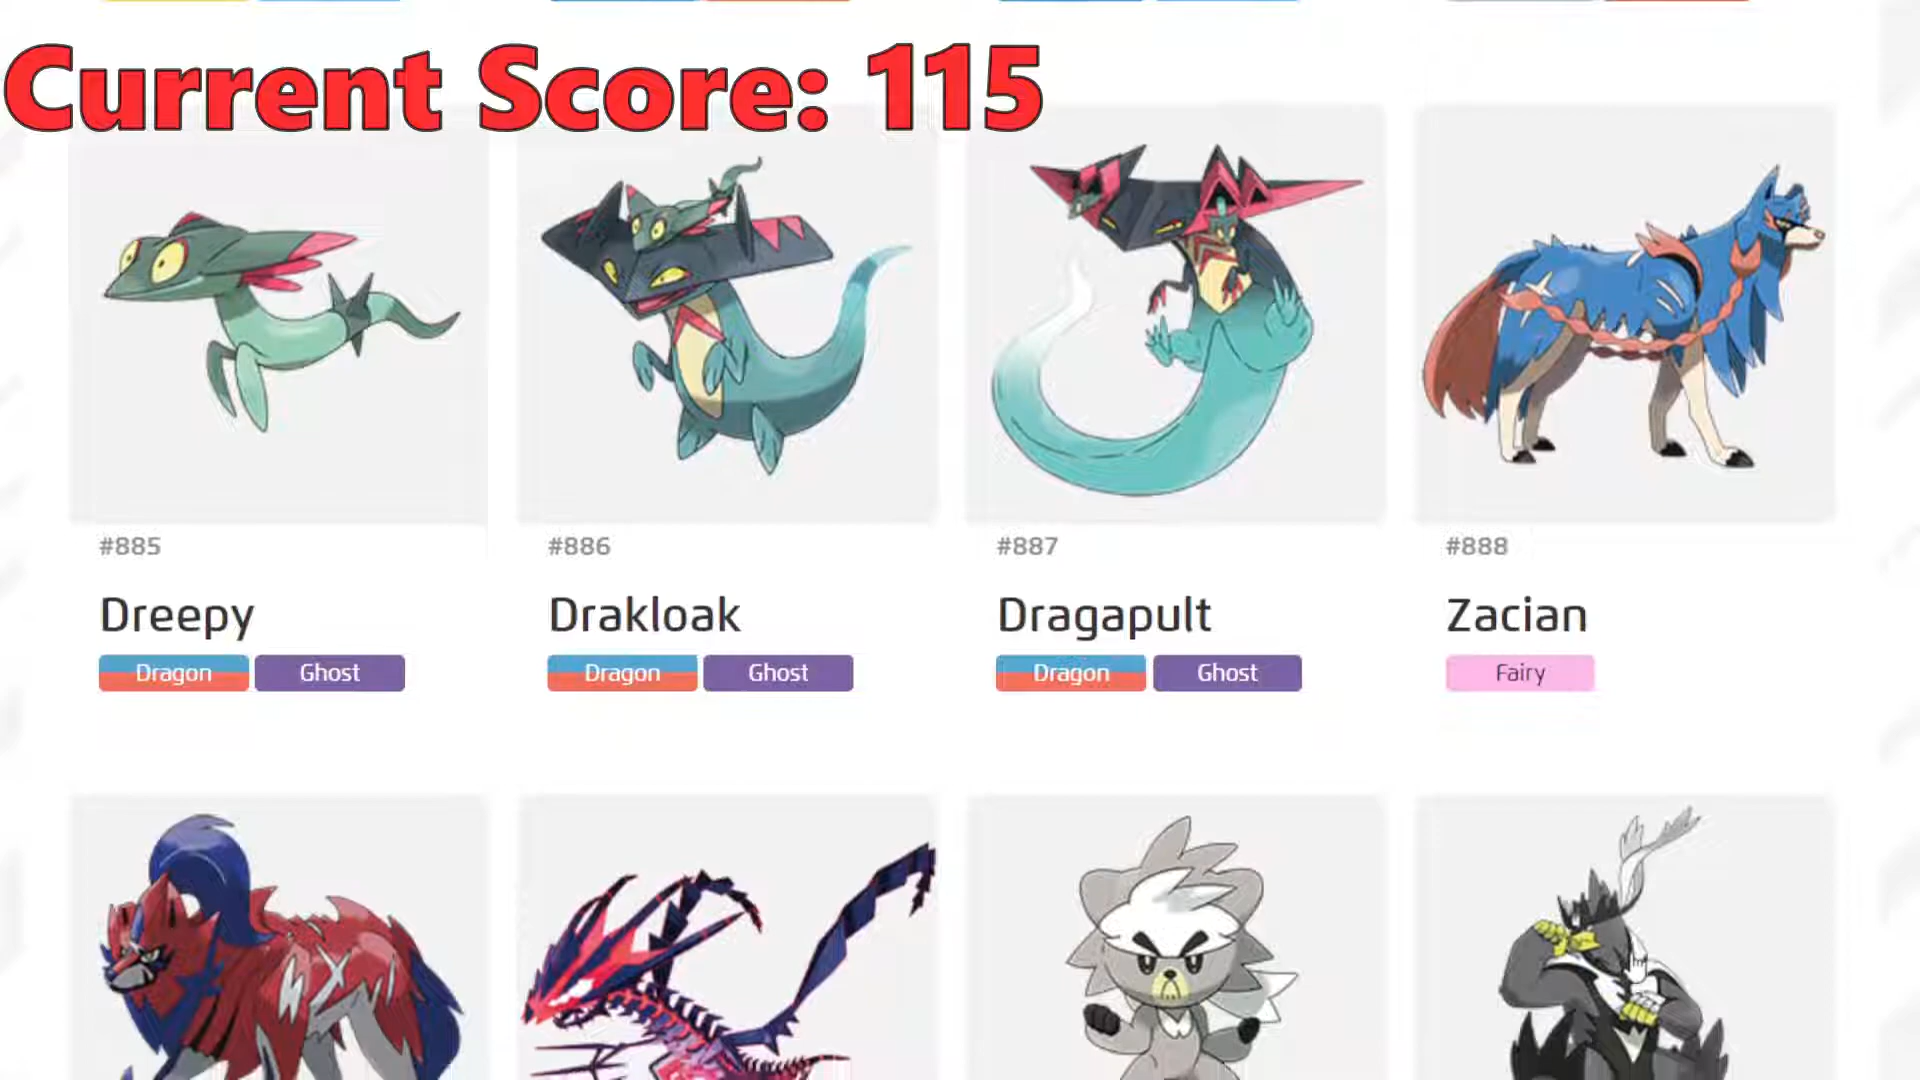 Current Score: 115
#885 #886 #887 #888
Dreepy Drakloak Dragapult Zacian
Dragon Ghost Dragon Ghost Dragon Ghost Fairy